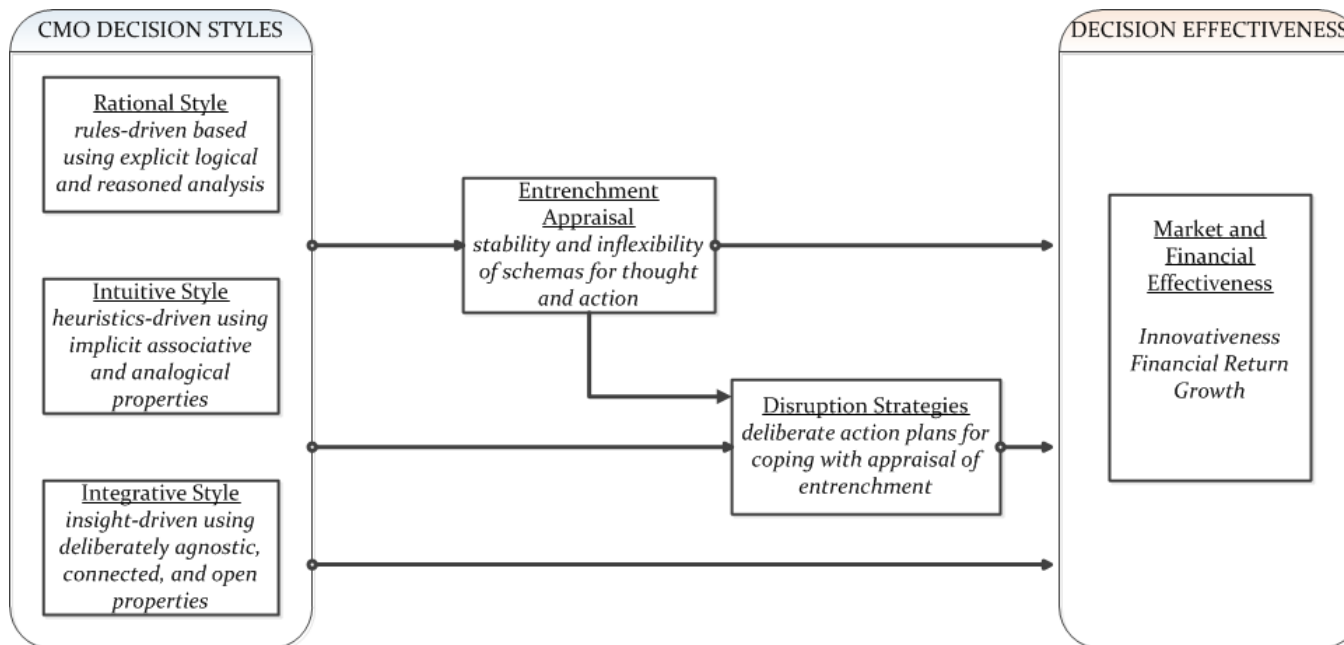 CMO DECISION STYLES
Rational Style
rules-driven based
using explicit logical
and reasoned analysis
Intuitive Style
heuristics-driven using
implicit associative
and analogical
properties
Integrative Style
insight-driven using
deliberately agnostic,
connected, and open
properties
Entrenchment
Appraisal
stability and inflexibility
of schemas for thought
and action
Disruption Strategies
deliberate action plans for
coping with appraisal of
entrenchment
DECISION EFFECTIVENESS
Market and
Financial
Effectiveness
Innovativeness
Financial Return
Growth